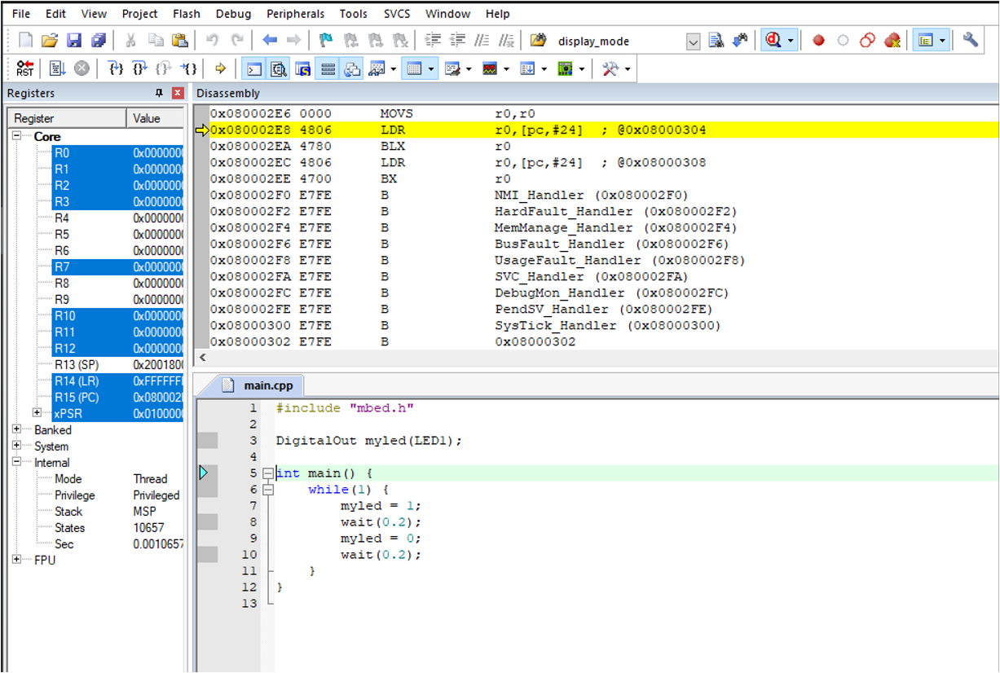 File Edit View Project Flash Debug Peripherals Tools SVCS Window Help
display_mode
RST
Registers
Register Value
Core
R0 0x0000000
R1 0x0000000
R2 0x0000000
R3 0x0000000
R4 0x0000000
R5 0x0000000
R6 0x0000000
R7 0x0000000
R8 0x0000000
R9 0x0000000
R10 0x0000000
R11 0x0000000
R12 0x0000000
R13 (SP) 0x2001800
R14 (LR) 0xFFFFFFF
R15 (PC) 0x080002
xPSR 0x0100000
Banked
System
Internal
Mode Thread
Privilege Privileged
Stack MSP
States 10657
Sec 0.0010657
FPU
Disassembly
0x080002E6 0000 MOVS r0,r0
0x080002E8 4806 LDR r0,[pc,#24] ; @0x08000304
0x080002EA 4780 BLX r0
0x080002EC 4806 LDR r0,[pc,#24] ; @0x08000308
0x080002EE 4700 BX r0
0x080002F0 E7FE B NMI_Handler (0x080002F0)
0x080002F2 E7FE B HardFault_Handler (0x080002F2)
0x080002F4 E7FE B MemManage_Handler (0x080002F4)
0x080002F6 E7FE B BusFault_Handler (0x080002F6)
0x080002F8 E7FE B UsageFault_Handler (0x080002F8)
0x080002FA E7FE B SVC_Handler (0x080002FA)
0x080002FC E7FE B DebugMon_Handler (0x080002FC)
0x080002FE E7FE B PendSV_Handler (0x080002FE)
0x08000300 E7FE B SysTick_Handler (0x08000300)
0x08000302 E7FE B 0x08000302
main.cpp
1 #include "mbed.h"
2
3 DigitalOut myled(LED1);
4
5 int main() {
6 while(1) {
7 myled = 1;
8 wait(0.2);
9 myled = 0;
10 wait(0.2);
11 }
12 }
13